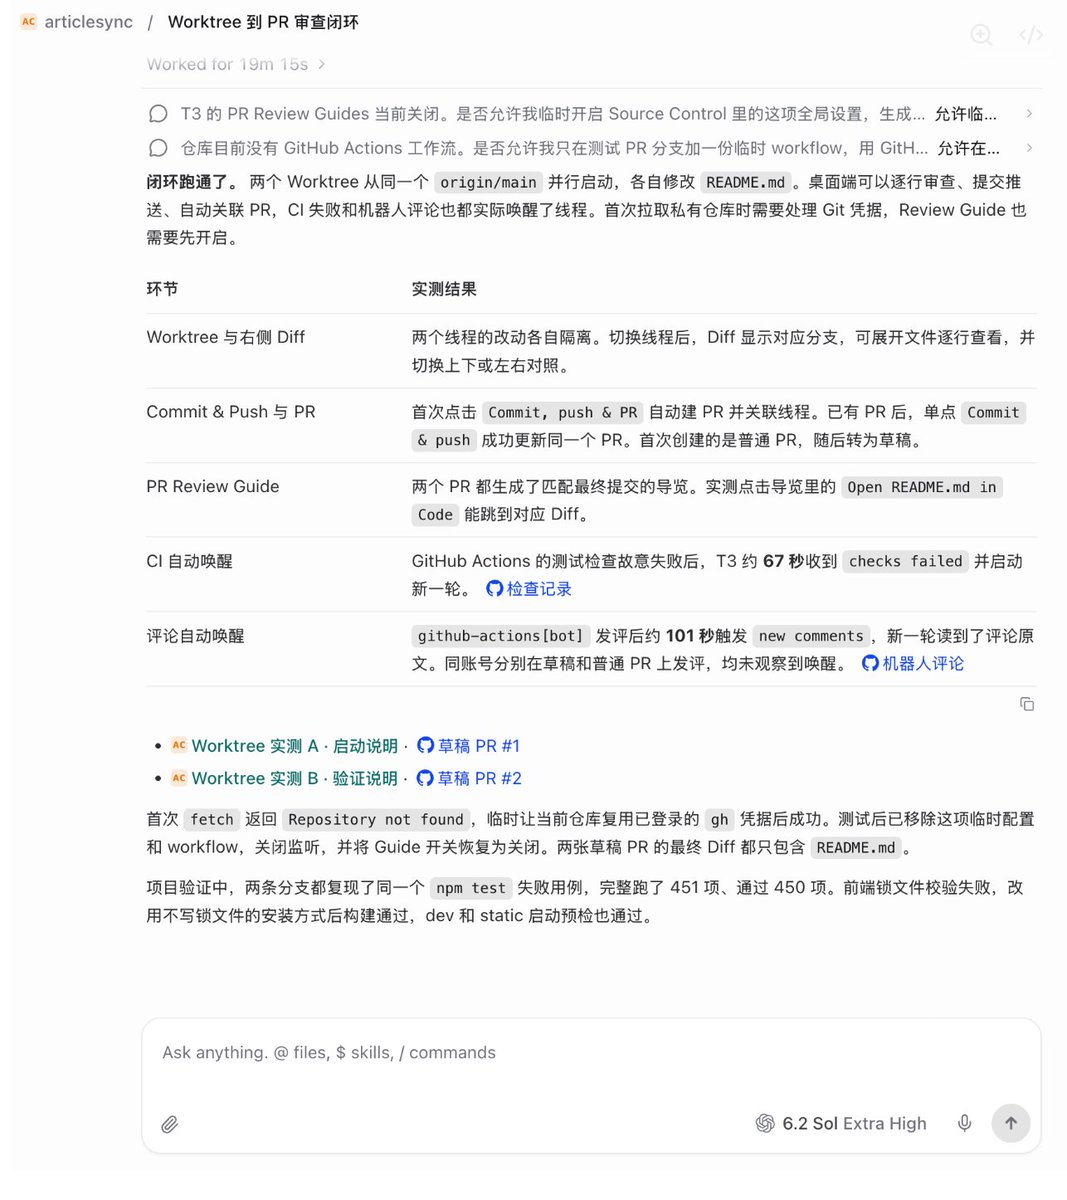 AC articlesync / Worktree 到 PR 审查闭环
Worked for 19m 15s >
T3 的 PR Review Guides 当前关闭。是否允许我临时开启 Source Control 里的这项全局设置，生成... 允许临... >
仓库目前没有 GitHub Actions 工作流。是否允许我只在测试 PR 分支加一份临时 workflow，用 GitH... 允许在... >
闭环跑通了。两个 Worktree 从同一个 origin/main 并行启动，各自修改 README.md。桌面端可以逐行审查、提交推
送、自动关联 PR，CI 失败和机器人评论也都实际唤醒了线程。首次拉取私有仓库时需要处理 Git 凭据，Review Guide 也
需要先开启。
环节 实测结果
Worktree 与右侧 Diff 两个线程的改动各自隔离。切换线程后，Diff 显示对应分支，可展开文件逐行查看，并
切换上下或左右对照。
Commit & Push 与 PR 首次点击 Commit, push & PR 自动建 PR 并关联线程。已有 PR 后，单点 Commit
& push 成功更新同一个 PR。首次创建的是普通 PR，随后转为草稿。
PR Review Guide 两个 PR 都生成了匹配最终提交的导览。实测点击导览里的 Open README.md in
Code 能跳到对应 Diff。
CI 自动唤醒 GitHub Actions 的测试检查故意失败后，T3 约 67 秒收到 checks failed 并启动
新一轮。 检查记录
评论自动唤醒 github-actions[bot] 发评后约 101 秒触发 new comments，新一轮读到了评论原
文。同账号分别在草稿和普通 PR 上发评，均未观察到唤醒。 机器人评论
• AC Worktree 实测 A · 启动说明 · 草稿 PR #1
• AC Worktree 实测 B · 验证说明 · 草稿 PR #2
首次 fetch 返回 Repository not found，临时让当前仓库复用已登录的 gh 凭据后成功。测试后已移除这项临时配置
和 workflow，关闭监听，并将 Guide 开关恢复为关闭。两张草稿 PR 的最终 Diff 都只包含 README.md。
项目验证中，两条分支都复现了同一个 npm test 失败用例，完整跑了 451 项、通过 450 项。前端锁文件校验失败，改
用不写锁文件的安装方式后构建通过，dev 和 static 启动预检也通过。
Ask anything. @ files, $ skills, / commands
6.2 Sol Extra High